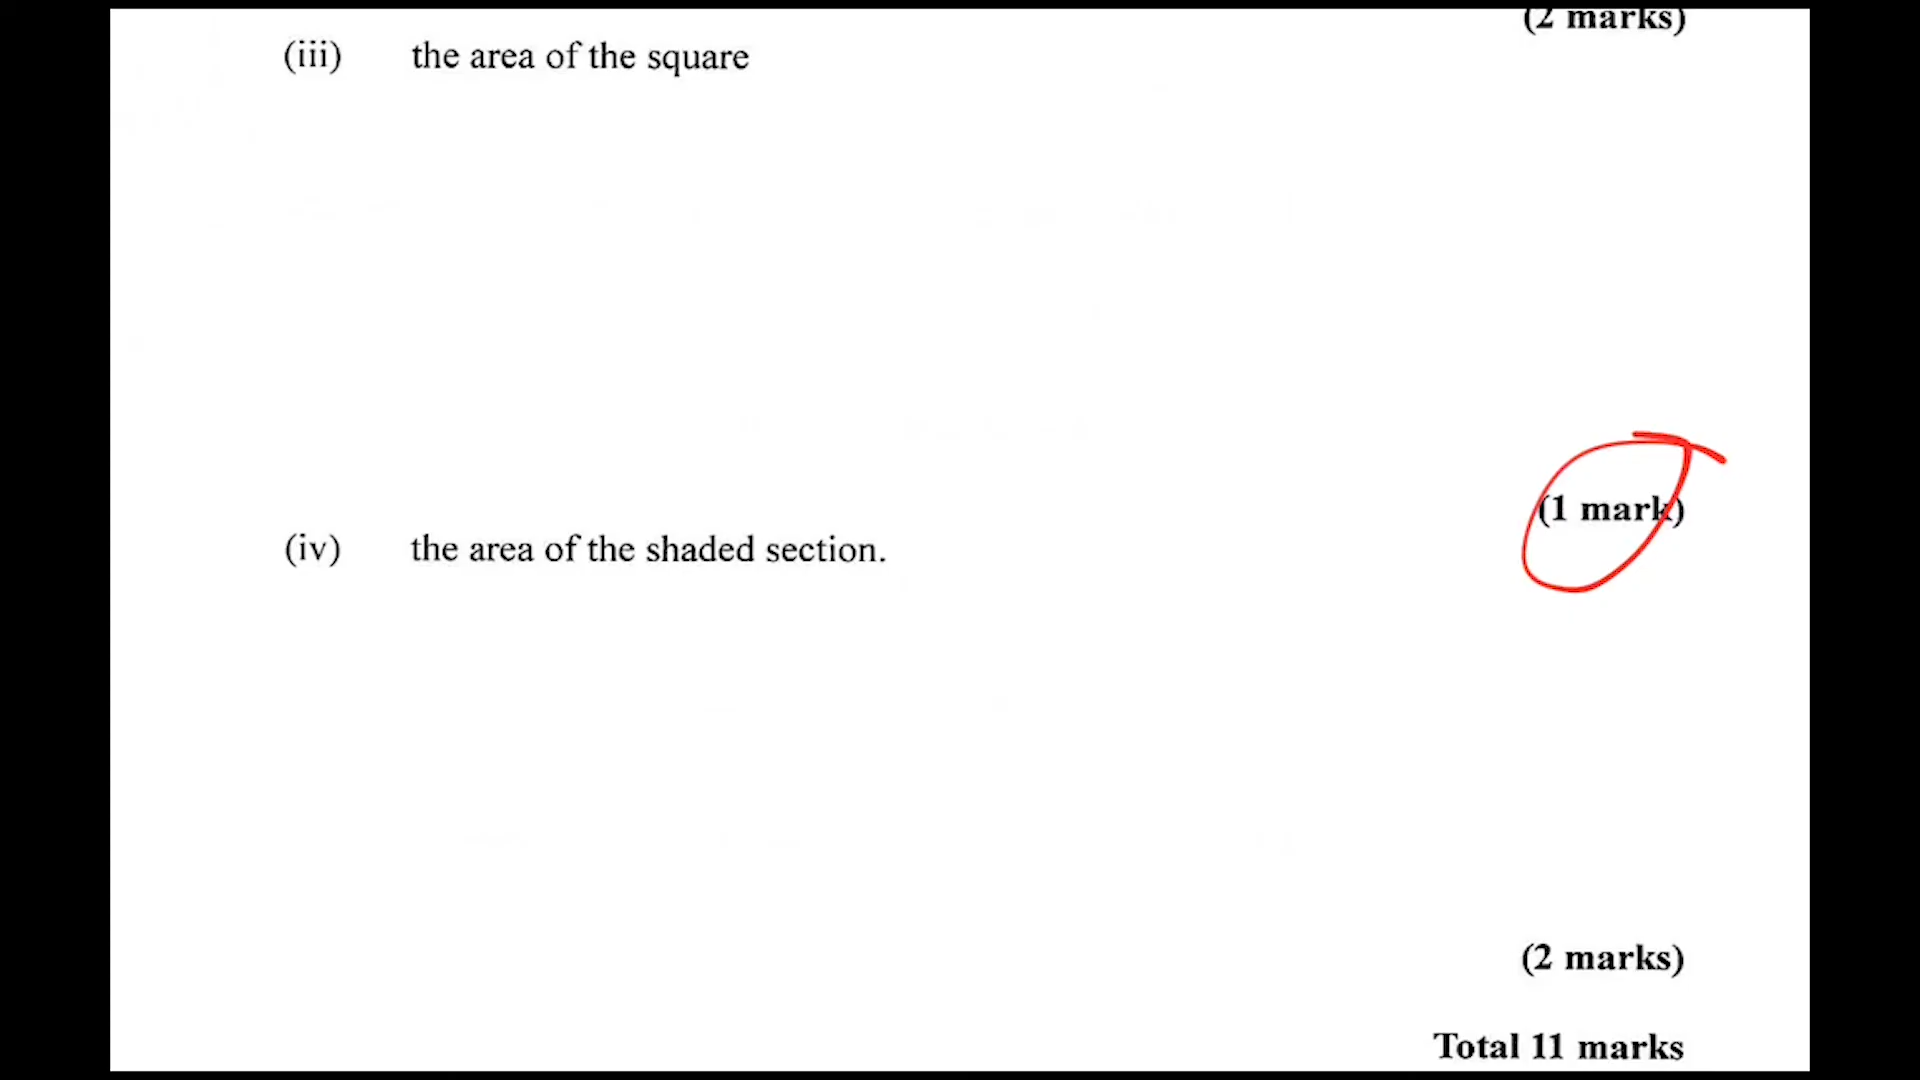 (2 marks)
(iii) the area of the square
(1 mark)
(iv) the area of the shaded section.
(2 marks)
Total 11 marks